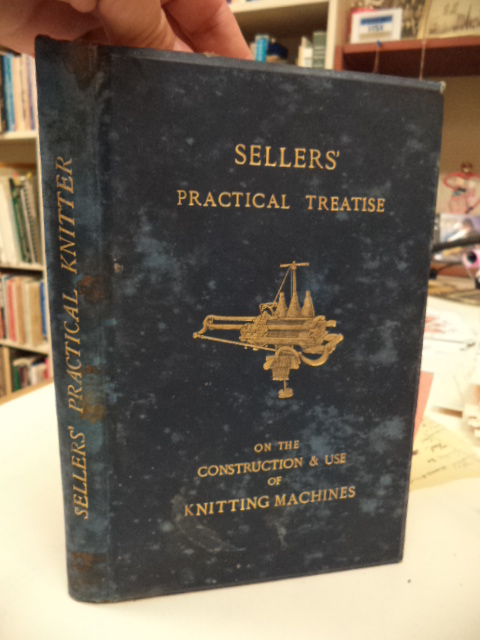 SELLERS' PRACTICAL KNITTER
SELLERS'
PRACTICAL TREATISE
ON THE
CONSTRUCTION & USE
OF
KNITTING MACHINES